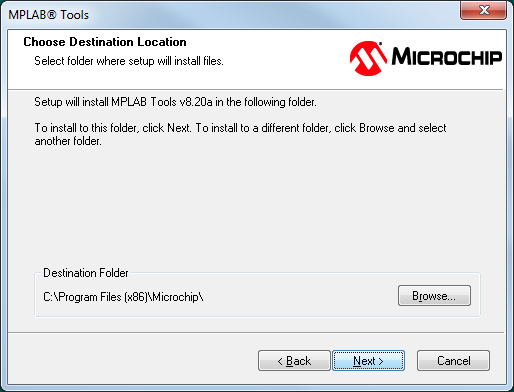 MPLAB® Tools
Choose Destination Location
Select folder where setup will install files.
MICROCHIP
Setup will install MPLAB Tools v8.20a in the following folder.
To install to this folder, click Next. To install to a different folder, click Browse and select
another folder.
Destination Folder
C:\Program Files (x86)\Microchip\
Browse...
< Back
Next >
Cancel